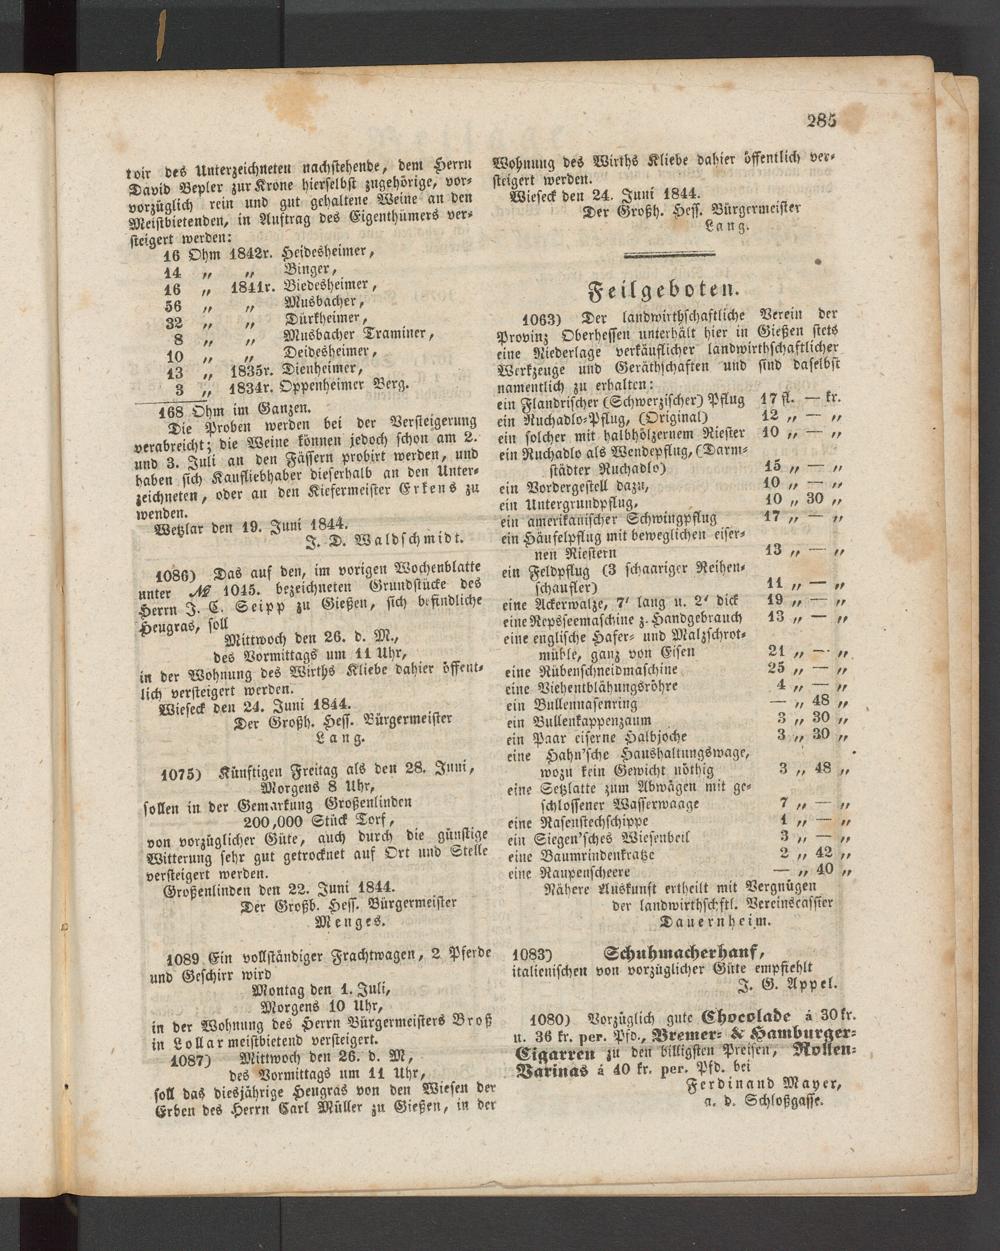 285
toir des Unterzeichneten nachstehende, dem Herrn
David Bepler zur Krone hierselbst zugehörige, vor-
vorzüglich rein und gut gehaltene Weine an den
Meistbietenden, in Auftrag des Eigenthümers ver-
steigert werden:
16 Ohm 1842r. Heidesheimer,
14 „ „ Binger,
16 „ 1841r. Biedesheimer,
56 „ „ Musbacher,
32 „ „ Dürkheimer,
8 „ „ Musbacher Traminer,
10 „ „ Deidesheimer,
13 „ 1835r. Dienheimer,
3 „ 1834r. Oppenheimer Berg.
168 Ohm im Ganzen.
Die Proben werden bei der Versteigerung
verabreicht; die Weine können jedoch schon am 2.
und 3. Juli an den Fässern probirt werden, und
haben sich Kaufliebhaber dieserhalb an den Unter-
zeichneten, oder an den Kiefermeister Erkens zu
wenden.
Wetzlar den 19. Juni 1844.
J. D. Waldschmidt.
1086) Das auf den, im vorigen Wochenblatte
unter № 1045. bezeichneten Grundstücke des
Herrn J. C. Seipp zu Gießen, sich befindliche
Heugras, soll
Mittwoch den 26. d. M.,
des Vormittags um 11 Uhr,
in der Wohnung des Wirths Kliebe dahier öffent-
lich versteigert werden.
Wieseck den 24. Juni 1844.
Der Großh. Hess. Bürgermeister
Lang.
1075) Künftigen Freitag als den 28. Juni,
Morgens 8 Uhr,
sollen in der Gemarkung Großenlinden
200,000 Stück Torf,
von vorzüglicher Güte, auch durch die günstige
Witterung sehr gut getrocknet auf Ort und Stelle
versteigert werden.
Großenlinden den 22. Juni 1844.
Der Großh. Hess. Bürgermeister
Menges.
1089 Ein vollständiger Frachtwagen, 2 Pferde
und Geschirr wird
Montag den 1. Juli,
Morgens 10 Uhr,
in der Wohnung des Herrn Bürgermeisters Broß
in Lollar meistbietend versteigert.
1087) Mittwoch den 26. d. M,
des Vormittags um 11 Uhr,
soll das diesjährige Heugras von den Wiesen der
Erben des Herrn Carl Müller zu Gießen, in der
Wohnung des Wirths Kliebe dahier öffentlich ver-
steigert werden.
Wieseck den 24. Juni 1844.
Der Großh. Hess. Bürgermeister
Lang.
Feilgeboten.
1063) Der landwirthschaftliche Verein der
Provinz Oberhessen unterhält hier in Gießen stets
eine Niederlage verkäuflicher landwirthschaftlicher
Werkzeuge und Geräthschaften und sind daselbst
namentlich zu erhalten:
ein Flandrischer (Schwerzischer) Pflug 17 fl. — kr.
ein Ruchadlo-Pflug, (Original) 12 „ — „
ein solcher mit halbhölzernem Riester 10 „ — „
ein Ruchadlo als Wendepflug, (Darm-
städter Ruchadlo) 15 „ — „
ein Vordergestell dazu, 10 „ — „
ein Untergrundpflug, 10 „ 30 „
ein amerikanischer Schwingpflug 17 „ — „
ein Häufelpflug mit beweglichen eiser-
nen Riestern 13 „ — „
ein Feldpflug (3 schaariger Reihen-
schaufler) 11 „ — „
eine Ackerwalze, 7' lang u. 2' dick 19 „ — „
eine Repsseemaschine z. Handgebrauch 13 „ — „
eine englische Hafer- und Malzschrot-
mühle, ganz von Eisen 21 „ — „
eine Rübenschneidmaschine 25 „ — „
eine Viehentblähungsröhre 4 „ — „
ein Bullennasenring — „ 48 „
ein Bullenkappenzaum 3 „ 30 „
ein Paar eiserne Halbjoche 3 „ 30 „
eine Hahn'sche Haushaltungswage,
wozu kein Gewicht nöthig 3 „ 48 „
eine Setzlatte zum Abwägen mit ge-
schlossener Wasserwaage 7 „ — „
eine Rasenstechschippe 1 „ — „
ein Siegen'sches Wiesenbeil 3 „ — „
eine Baumrindenkratze 2 „ 42 „
eine Raupenscheere — „ 40 „
Nähere Auskunft ertheilt mit Vergnügen
der landwirthschftl. Vereinscassier
Dauernheim.
1083) Schuhmacherhanf,
italienischen von vorzüglicher Güte empfiehlt
J. G. Appel.
1080) Vorzüglich gute Chocolade á 30 kr.
u. 36 kr. per. Pfd., Bremer- & Hamburger-
Cigarren zu den billigsten Preisen, Rollen-
Varinas á 40 kr. per. Pfd. bei
Ferdinand Mayer,
a. d. Schloßgasse.